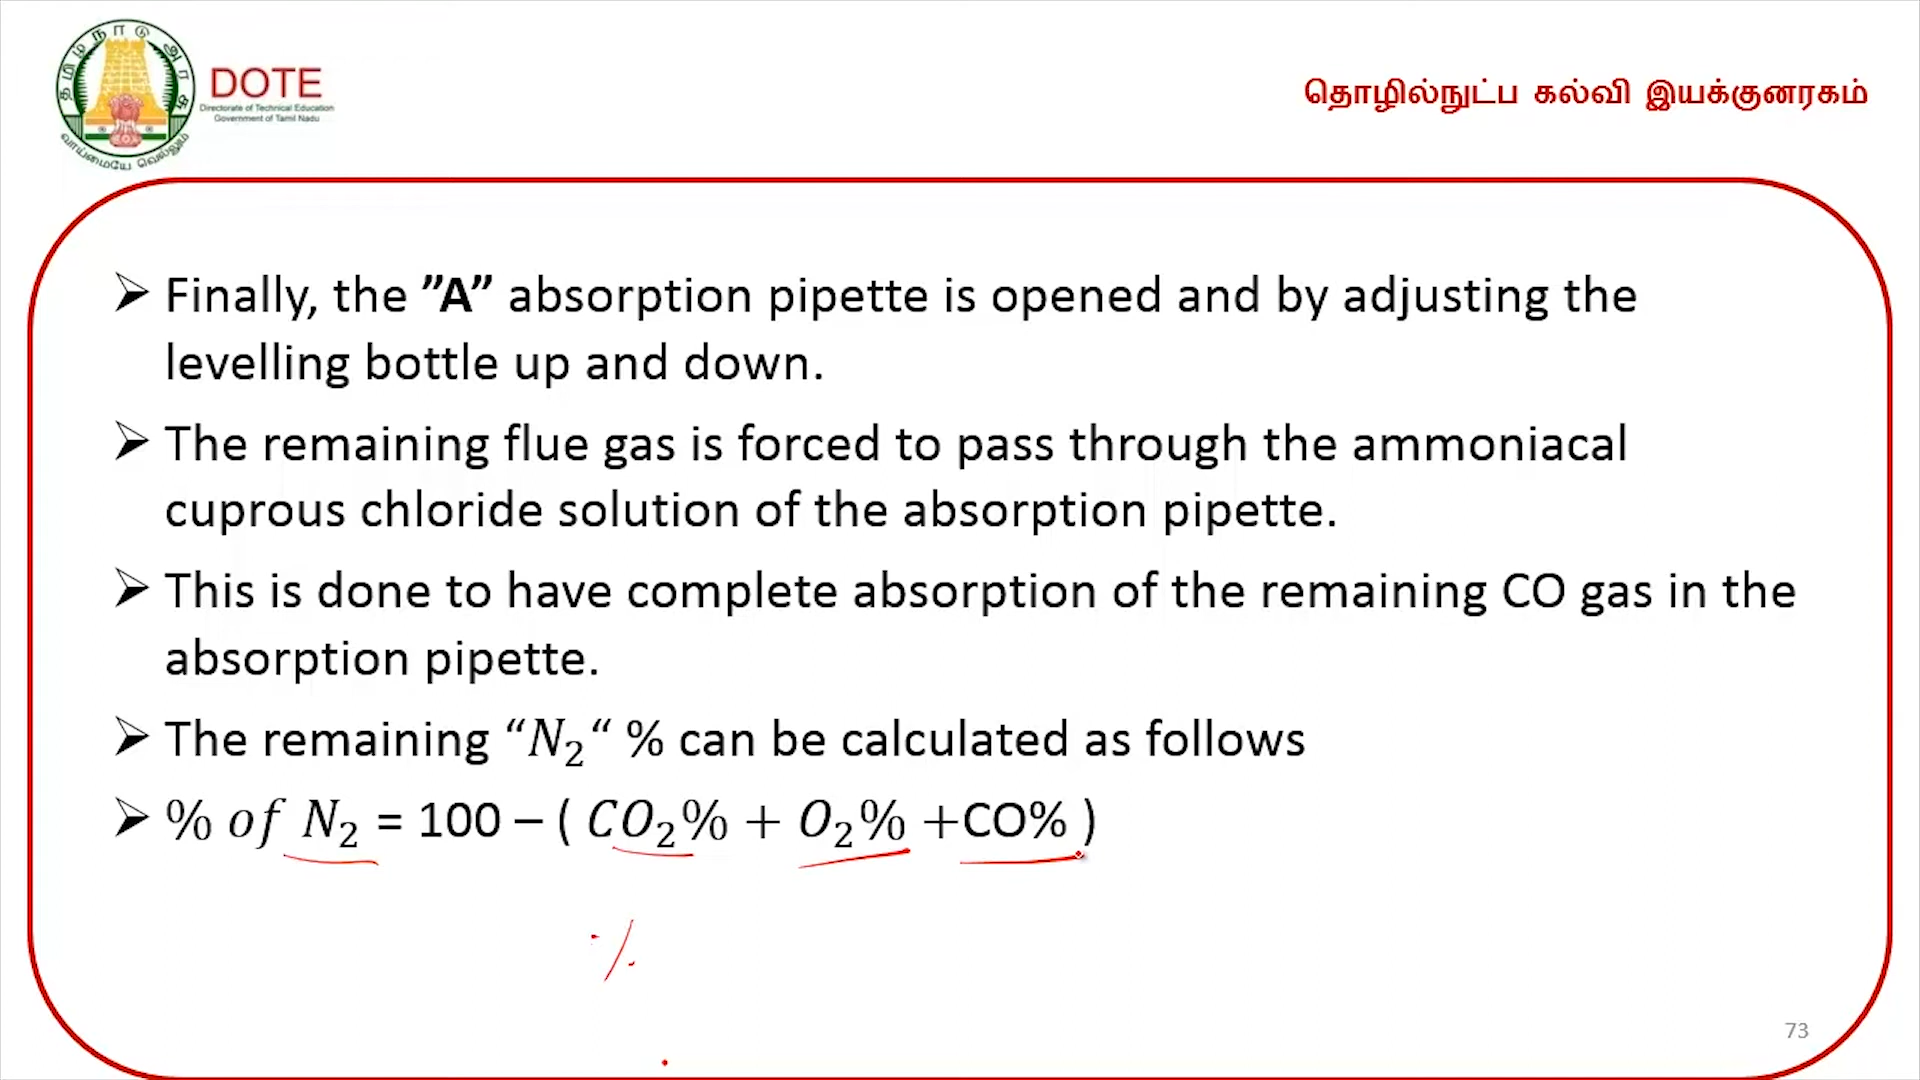 தமிழ்நாடு அரசு
வாய்மையே வெல்லும்
DOTE
Directorate of Technical Education
Government of Tamil Nadu
தொழில்நுட்ப கல்வி இயக்குனரகம்
➢ Finally, the ”A” absorption pipette is opened and by adjusting the
levelling bottle up and down.
➢ The remaining flue gas is forced to pass through the ammoniacal
cuprous chloride solution of the absorption pipette.
➢ This is done to have complete absorption of the remaining CO gas in the
absorption pipette.
➢ The remaining “N₂“ % can be calculated as follows
➢ % of N₂ = 100 – ( CO₂% + O₂% +CO% )
%
73